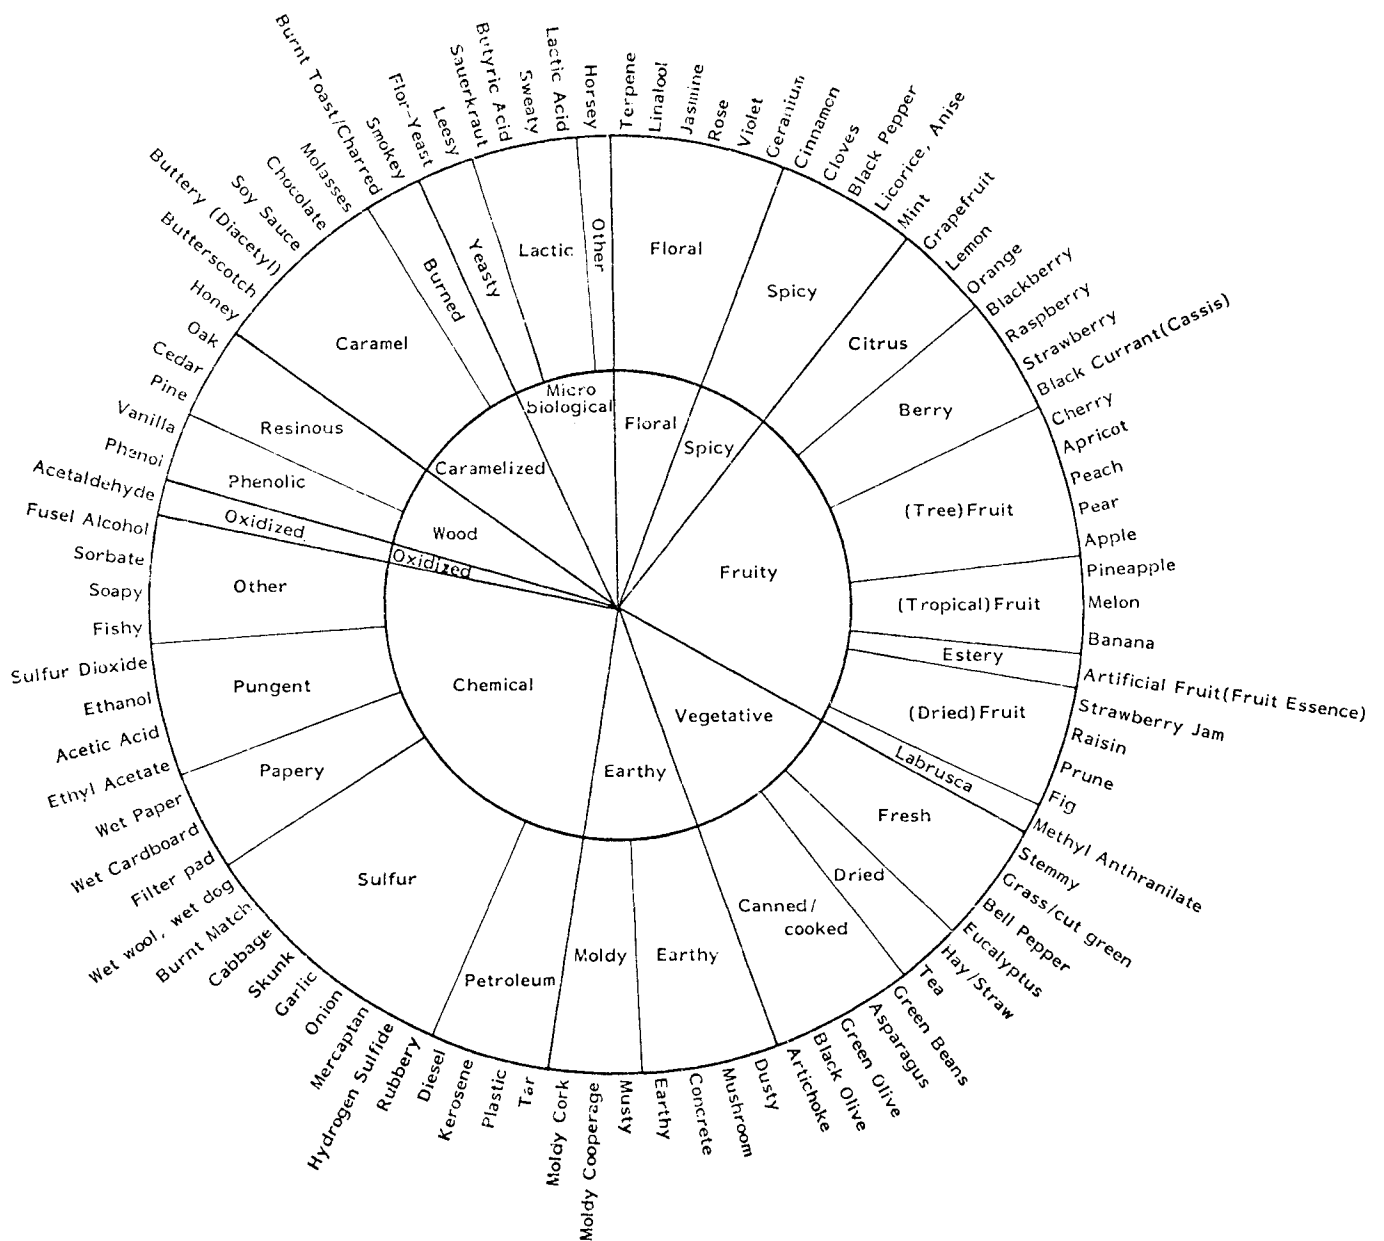 Floral
Spicy
Fruity
Vegetative
Earthy
Chemical
Oxidized
Wood
Caramelized
Micro
biological
Floral
Spicy
Citrus
Berry
(Tree)Fruit
(Tropical)Fruit
Estery
(Dried)Fruit
Labrusca
Fresh
Dried
Canned/
cooked
Earthy
Moldy
Petroleum
Sulfur
Papery
Pungent
Other
Oxidized
Phenolic
Resinous
Caramel
Burned
Yeasty
Lactic
Other
Terpene
Linalool
Jasmine
Rose
Violet
Geranium
Cinnamon
Cloves
Black Pepper
Licorice, Anise
Mint
Grapefruit
Lemon
Orange
Blackberry
Raspberry
Strawberry
Black Currant(Cassis)
Cherry
Apricot
Peach
Pear
Apple
Pineapple
Melon
Banana
Artificial Fruit(Fruit Essence)
Strawberry Jam
Raisin
Prune
Fig
Methyl Anthranilate
Stemmy
Grass/cut green
Bell Pepper
Eucalyptus
Hay/Straw
Tea
Green Beans
Asparagus
Green Olive
Black Olive
Artichoke
Dusty
Mushroom
Concrete
Earthy
Musty
Moldy Cooperage
Moldy Cork
Tar
Plastic
Kerosene
Diesel
Rubbery
Hydrogen Sulfide
Mercaptan
Onion
Garlic
Skunk
Cabbage
Burnt Match
Wet wool, wet dog
Filter pad
Wet Cardboard
Wet Paper
Ethyl Acetate
Acetic Acid
Ethanol
Sulfur Dioxide
Fishy
Soapy
Sorbate
Fusel Alcohol
Acetaldehyde
Phenol
Vanilla
Pine
Cedar
Oak
Honey
Butterscotch
Buttery (Diacetyl)
Soy Sauce
Chocolate
Molasses
Burnt Toast/Charred
Smokey
Flor-Yeast
Leesy
Sauerkraut
Butyric Acid
Sweaty
Lactic Acid
Horsey